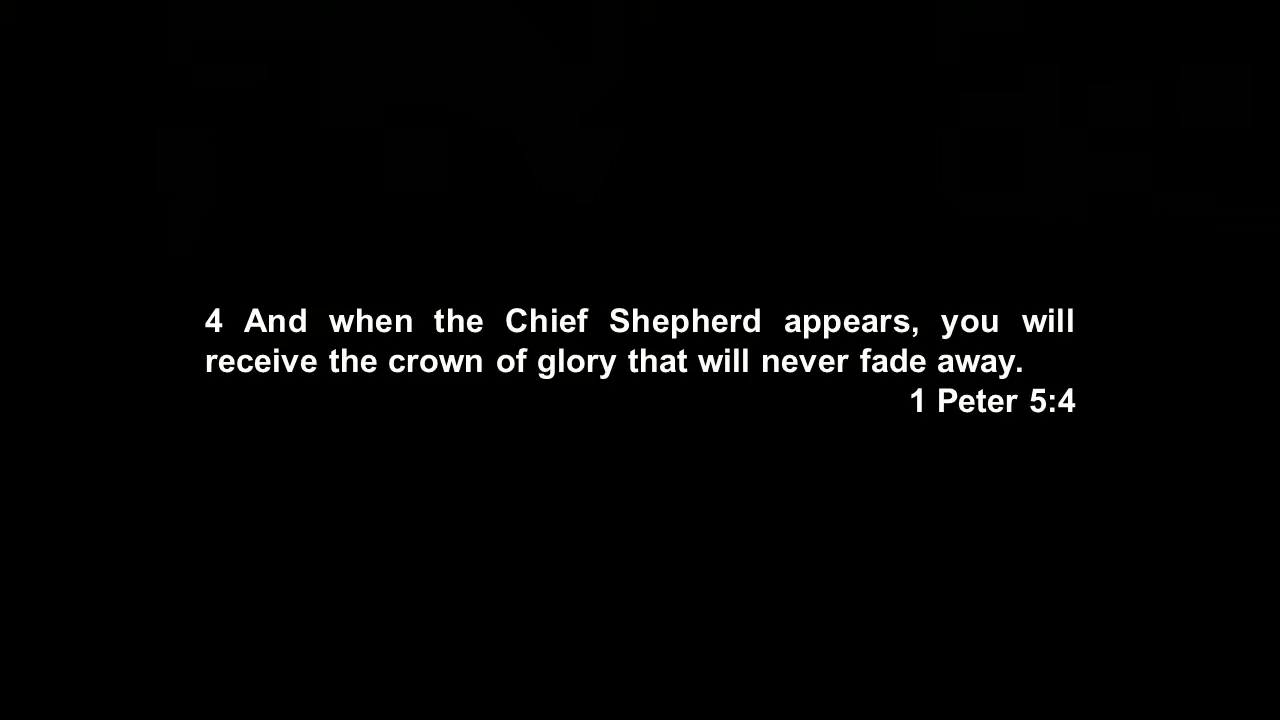 4 And when the Chief Shepherd appears, you will
receive the crown of glory that will never fade away.
1 Peter 5:4